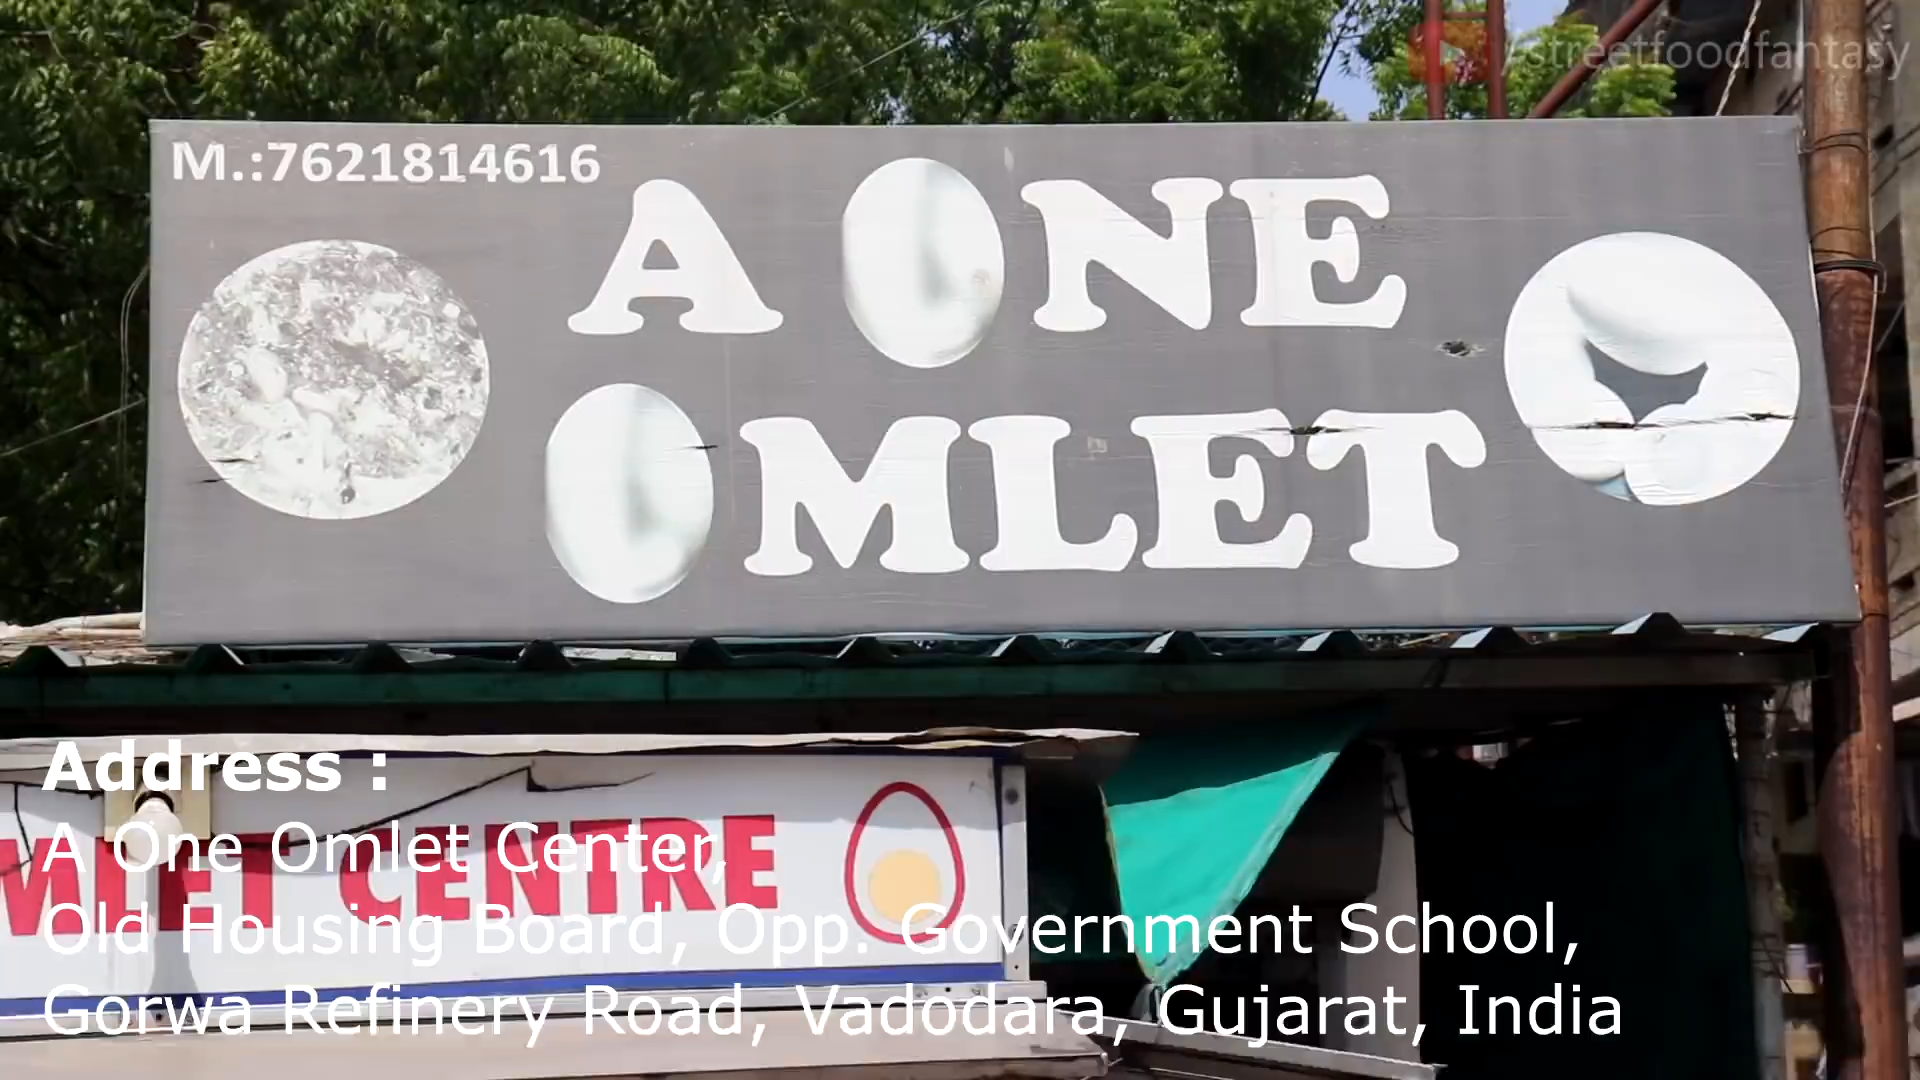 /streetfoodfantasy
M.:7621814616
A ONE
OMLET
Address :
MLET CENTRE
A One Omlet Center,
Old Housing Board, Opp. Government School,
Gorwa Refinery Road, Vadodara, Gujarat, India